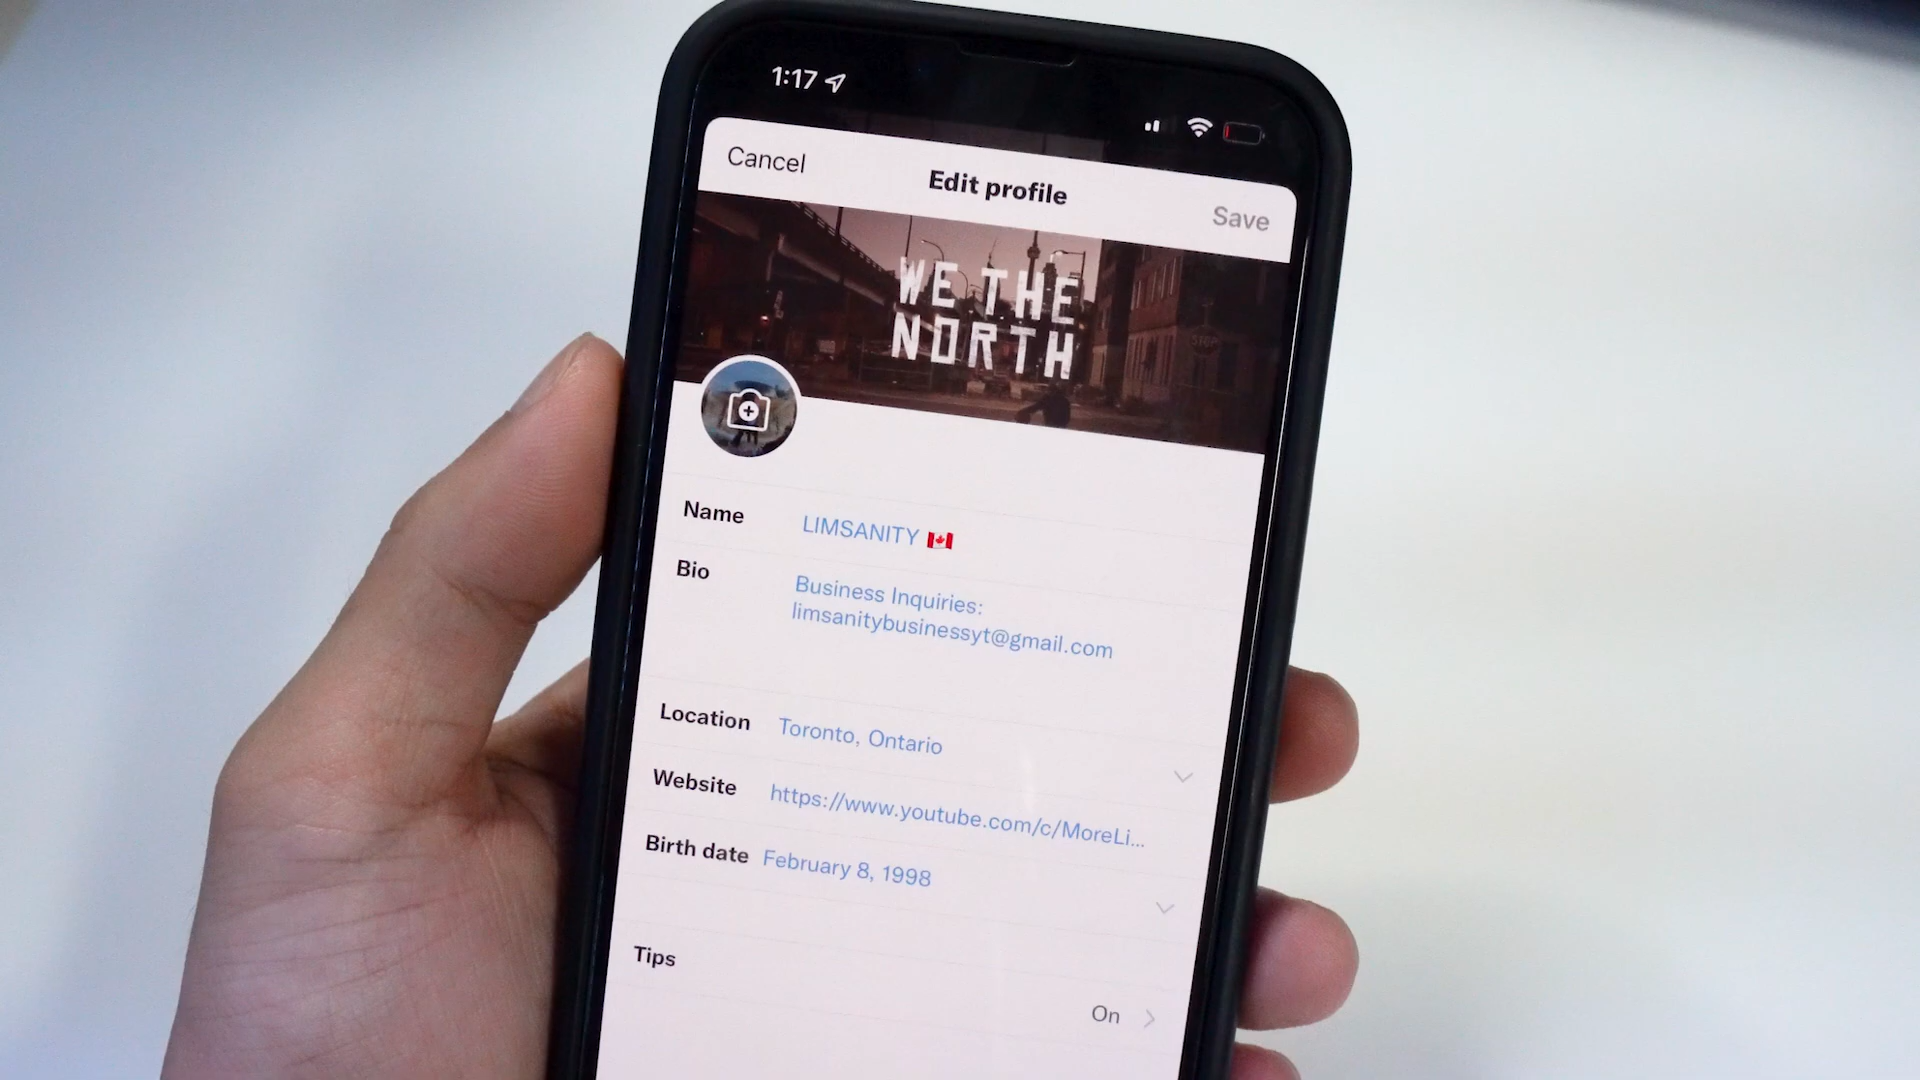 1:17
Cancel
Edit profile
Save
WE THE
NORTH
STOP
Name
LIMSANITY 🇨🇦
Bio
Business Inquiries:
limsanitybusinessyt@gmail.com
Location
Toronto, Ontario
Website
https://www.youtube.com/c/MoreLi...
Birth date
February 8, 1998
Tips
On